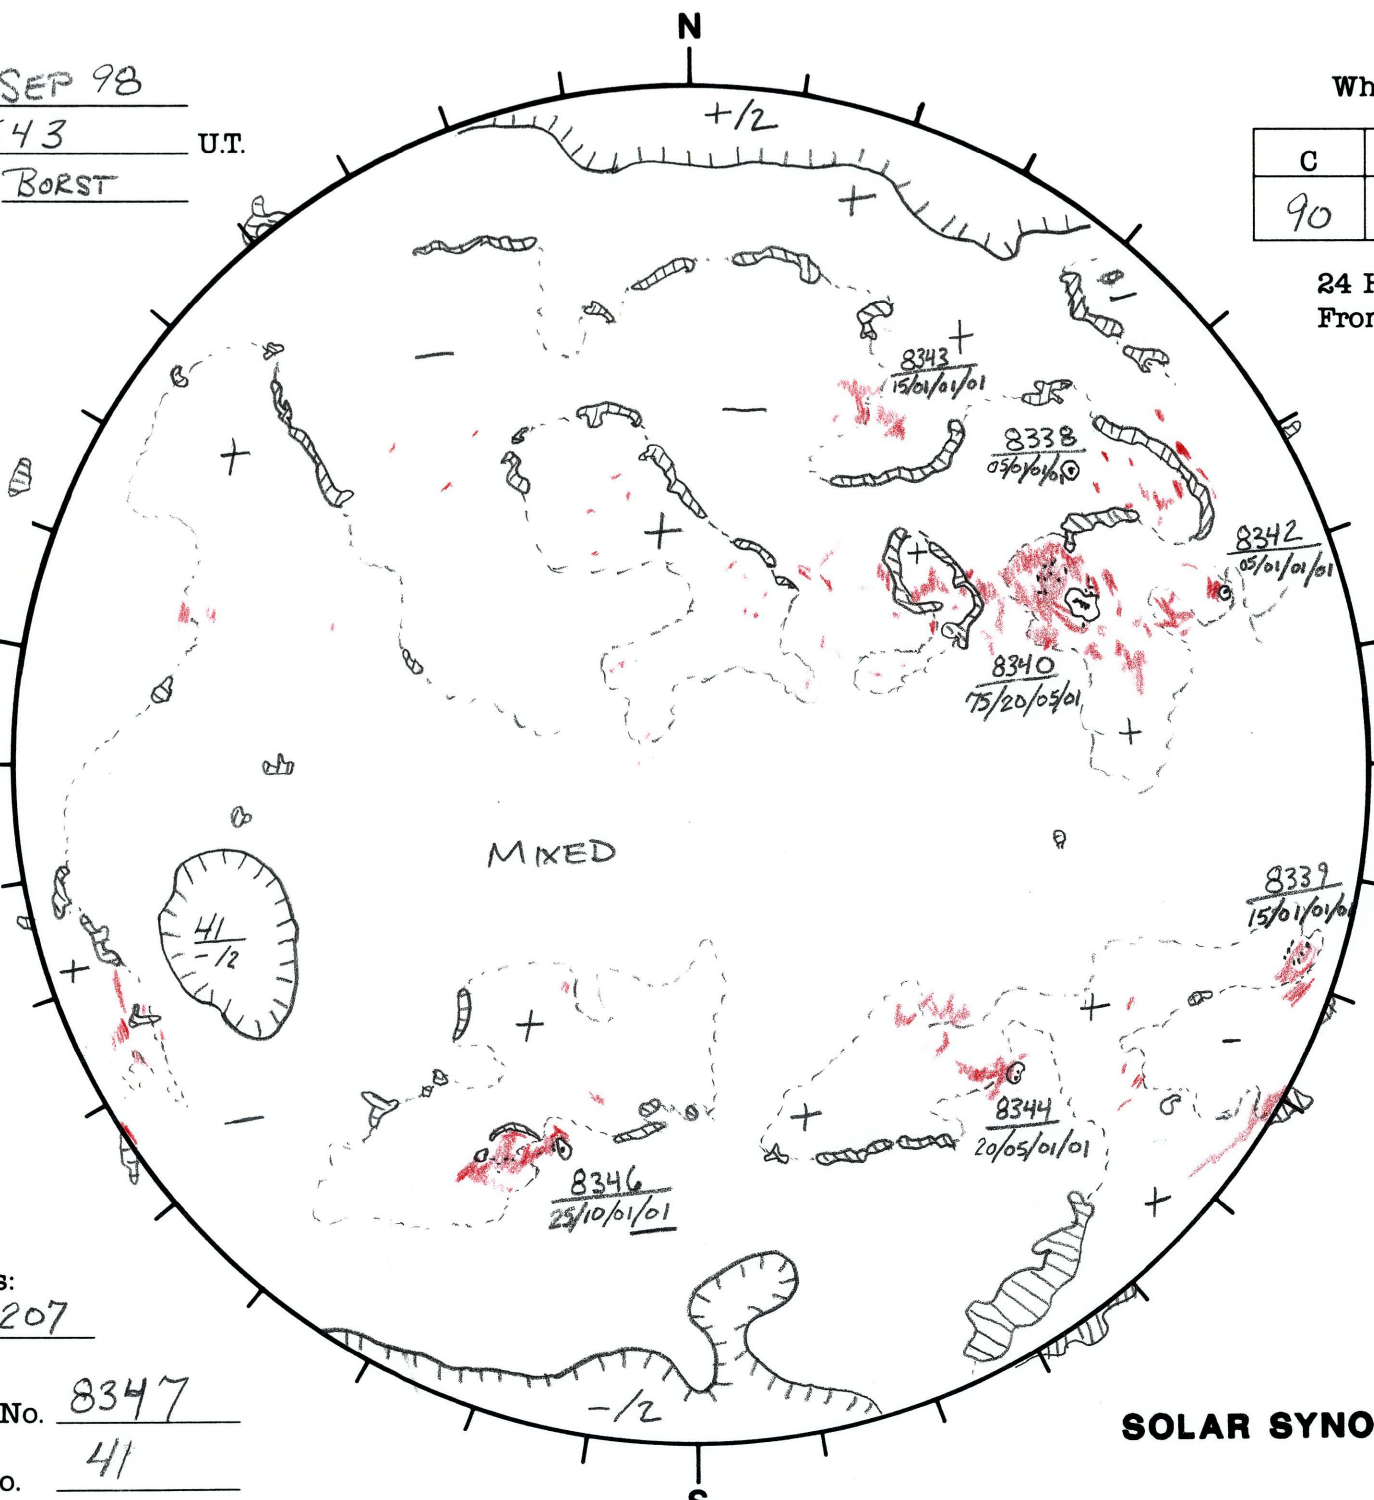 N
SEP 98
43 U.T.
BORST
Wh
C
90
24 H
Fron
+/2
+
−
+
8343
15/01/01/01
−
−
+
8338
05/01/01/01
+
+
8342
05/01/01/01
8340
75/20/05/01
+
MIXED
8339
15/01/01/01
41
-/2
+
+
+
−
−
+
8344
20/05/01/01
8346
25/10/01/01
+
s:
207
No. 8347
o. 41
-/2
SOLAR SYNO
S